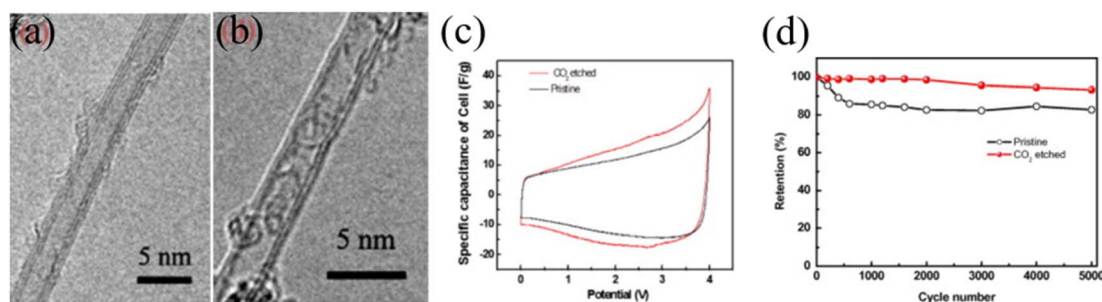 (a)
5 nm
(b)
5 nm
(c)
Specific capacitance of Cell (F/g)
40
30
20
10
0
-10
-20
CO2 etched
Pristine
0
1
2
3
4
Potential (V)
(d)
Retention (%)
100
80
60
40
20
0
Pristine
CO2 etched
0
1000
2000
3000
4000
5000
Cycle number